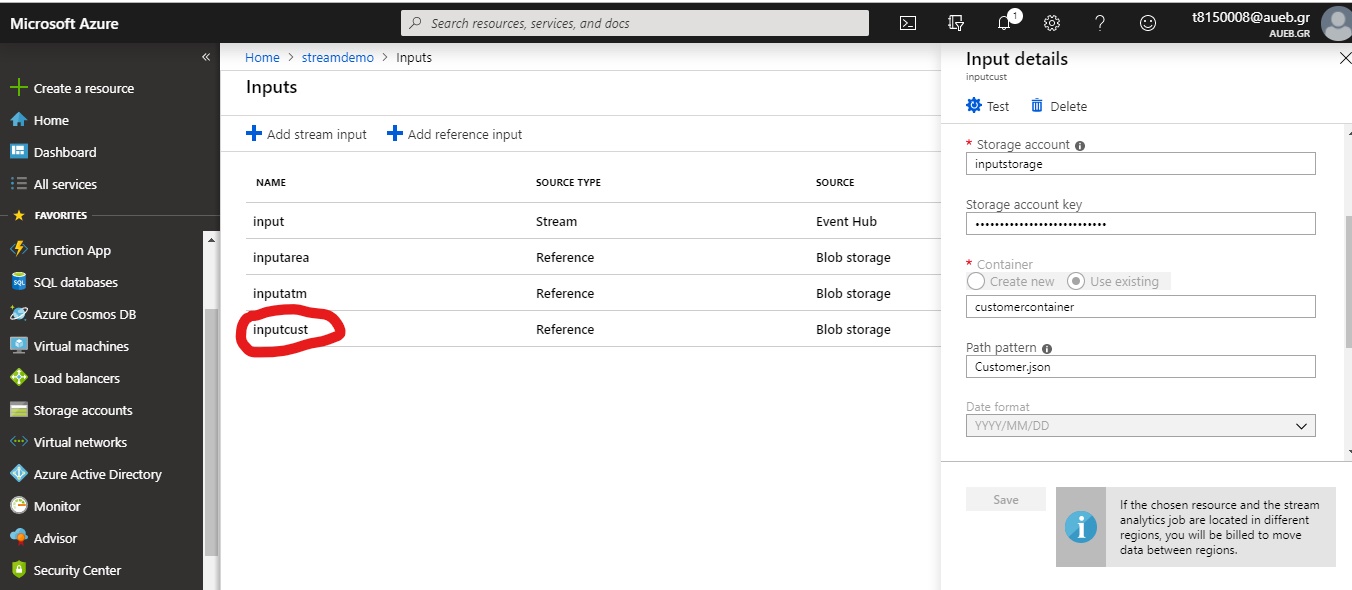 Microsoft Azure
Search resources, services, and docs
1
t8150008@aueb.gr
AUEB.GR
«
Create a resource
Home
Dashboard
All services
FAVORITES
Function App
SQL databases
Azure Cosmos DB
Virtual machines
Load balancers
Storage accounts
Virtual networks
Azure Active Directory
Monitor
Advisor
Security Center
Home > streamdemo > Inputs
Inputs
Add stream input Add reference input
NAME SOURCE TYPE SOURCE
input Stream Event Hub
inputarea Reference Blob storage
inputatm Reference Blob storage
inputcust Reference Blob storage
Input details
inputcust
Test Delete
* Storage account
inputstorage
Storage account key
•••••••••••••••••••••••••••
* Container
Create new Use existing
customercontainer
Path pattern
Customer.json
Date format
YYYY/MM/DD
Save
If the chosen resource and the stream
analytics job are located in different
regions, you will be billed to move
data between regions.